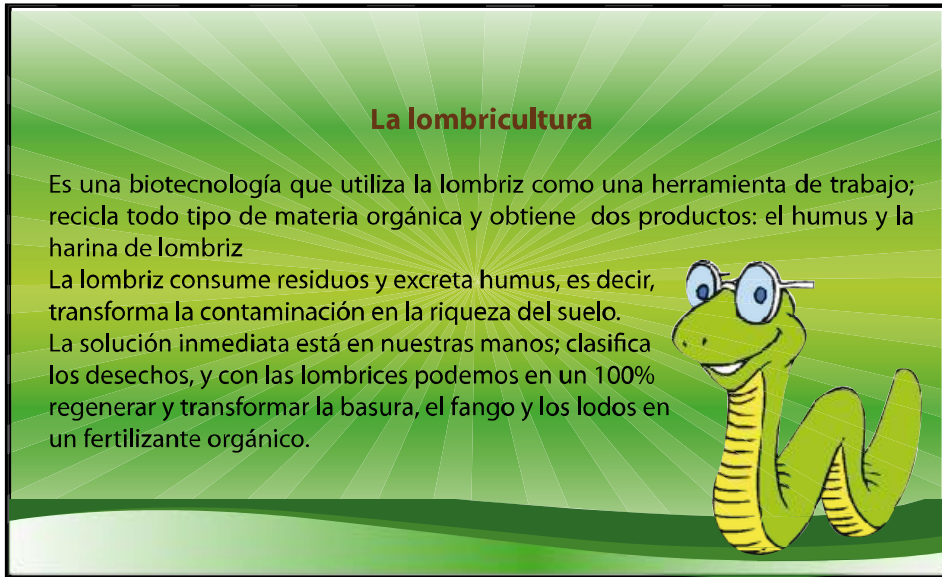 La lombricultura
Es una biotecnología que utiliza la lombriz como una herramienta de trabajo;
recicla todo tipo de materia orgánica y obtiene  dos productos: el humus y la
harina de lombriz
La lombriz consume residuos y excreta humus, es decir,
transforma la contaminación en la riqueza del suelo.
La solución inmediata está en nuestras manos; clasifica
los desechos, y con las lombrices podemos en un 100%
regenerar y transformar la basura, el fango y los lodos en
un fertilizante orgánico.